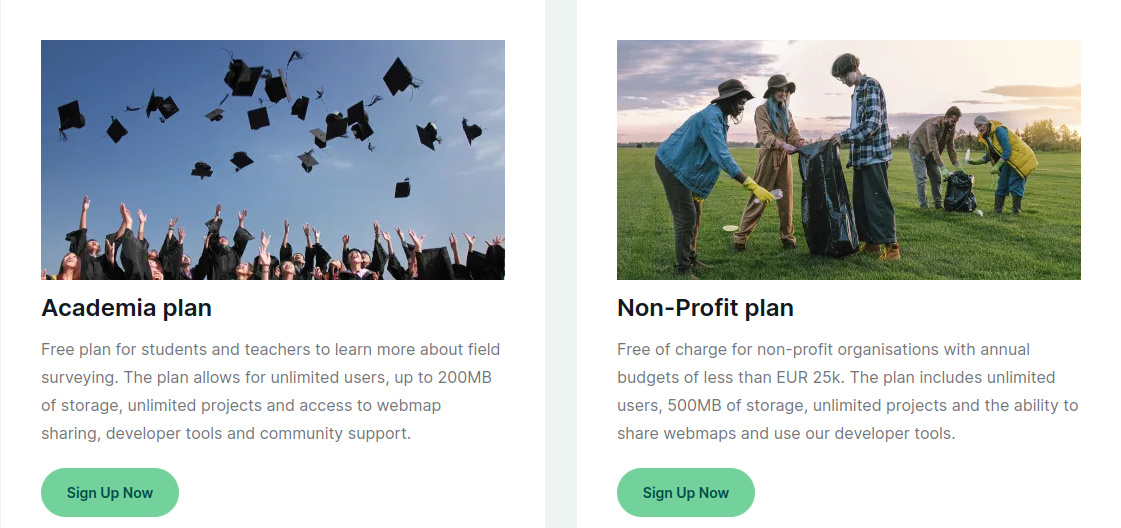 Academia plan
Free plan for students and teachers to learn more about field
surveying. The plan allows for unlimited users, up to 200MB
of storage, unlimited projects and access to webmap
sharing, developer tools and community support.
Sign Up Now
Non-Profit plan
Free of charge for non-profit organisations with annual
budgets of less than EUR 25k. The plan includes unlimited
users, 500MB of storage, unlimited projects and the ability to
share webmaps and use our developer tools.
Sign Up Now